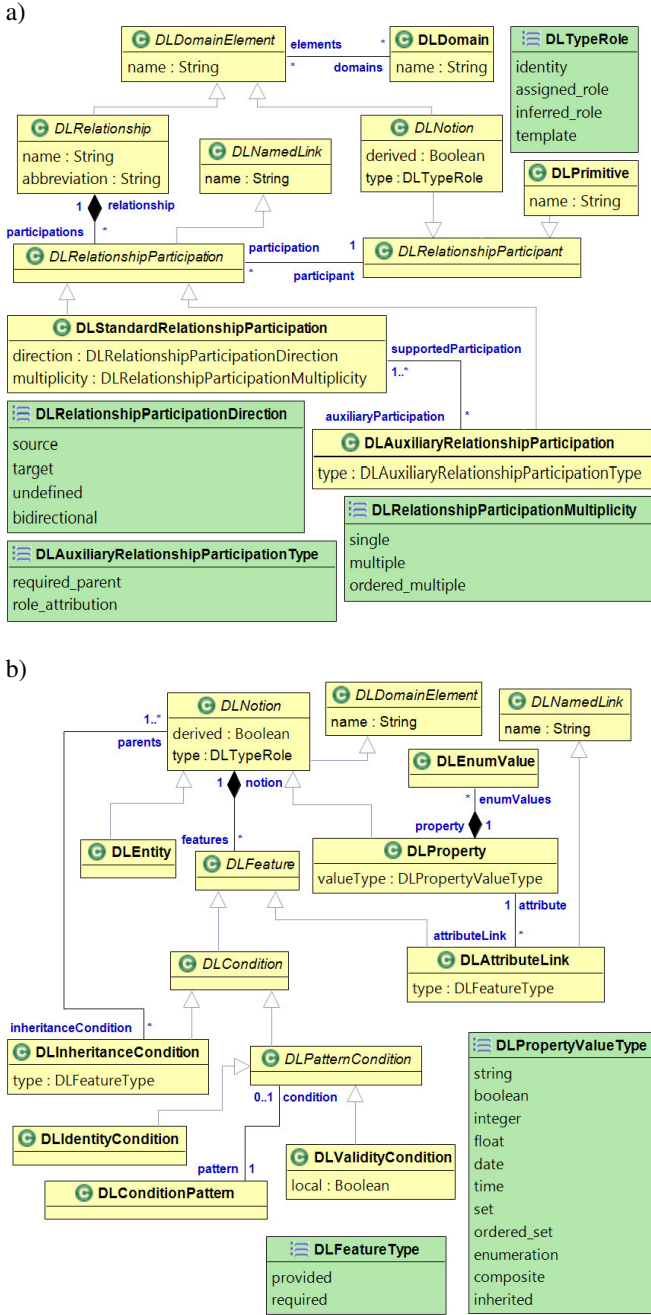 a)
DLDomainElement
name : String
elements
*
*
domains
DLDomain
name : String
DLTypeRole
identity
assigned_role
inferred_role
template
DLRelationship
name : String
abbreviation : String
DLNamedLink
name : String
DLNotion
derived : Boolean
type : DLTypeRole
DLPrimitive
name : String
1
relationship
participations
*
DLRelationshipParticipation
participation
1
*
participant
DLRelationshipParticipant
DLStandardRelationshipParticipation
direction : DLRelationshipParticipationDirection
multiplicity : DLRelationshipParticipationMultiplicity
supportedParticipation
1..*
auxiliaryParticipation
*
DLRelationshipParticipationDirection
source
target
undefined
bidirectional
DLAuxiliaryRelationshipParticipation
type : DLAuxiliaryRelationshipParticipationType
DLRelationshipParticipationMultiplicity
single
multiple
ordered_multiple
DLAuxiliaryRelationshipParticipationType
required_parent
role_attribution
b)
DLNotion
derived : Boolean
type : DLTypeRole
1..*
parents
DLDomainElement
name : String
DLNamedLink
name : String
1
notion
DLEnumValue
*
enumValues
property
1
DLEntity
features
*
DLFeature
DLProperty
valueType : DLPropertyValueType
1
attribute
attributeLink
*
DLCondition
DLAttributeLink
type : DLFeatureType
inheritanceCondition
*
DLInheritanceCondition
type : DLFeatureType
DLPatternCondition
0..1
condition
DLPropertyValueType
string
boolean
integer
float
date
time
set
ordered_set
enumeration
composite
inherited
DLIdentityCondition
pattern
1
DLConditionPattern
DLValidityCondition
local : Boolean
DLFeatureType
provided
required